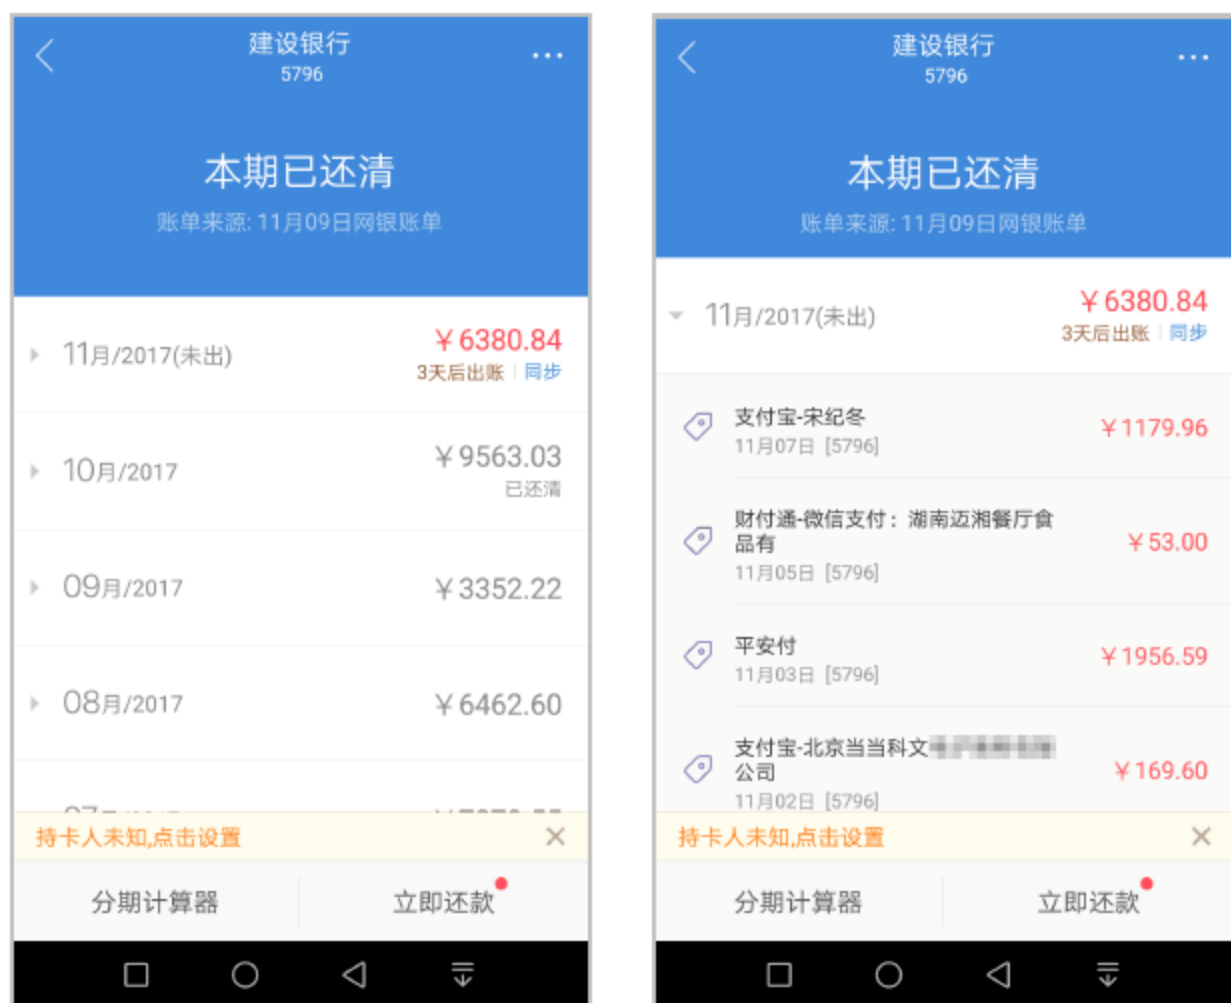 建设银行
5796
本期已还清
账单来源: 11月09日网银账单
11月/2017(未出)
￥6380.84
3天后出账 同步
10月/2017
￥9563.03
已还清
09月/2017
￥3352.22
08月/2017
￥6462.60
持卡人未知,点击设置
分期计算器
立即还款
建设银行
5796
本期已还清
账单来源: 11月09日网银账单
11月/2017(未出)
￥6380.84
3天后出账 同步
支付宝-宋纪冬
11月07日 [5796]
￥1179.96
财付通-微信支付：湖南迈湘餐厅食
品有
11月05日 [5796]
￥53.00
平安付
11月03日 [5796]
￥1956.59
支付宝-北京当当科文
公司
11月02日 [5796]
￥169.60
持卡人未知,点击设置
分期计算器
立即还款